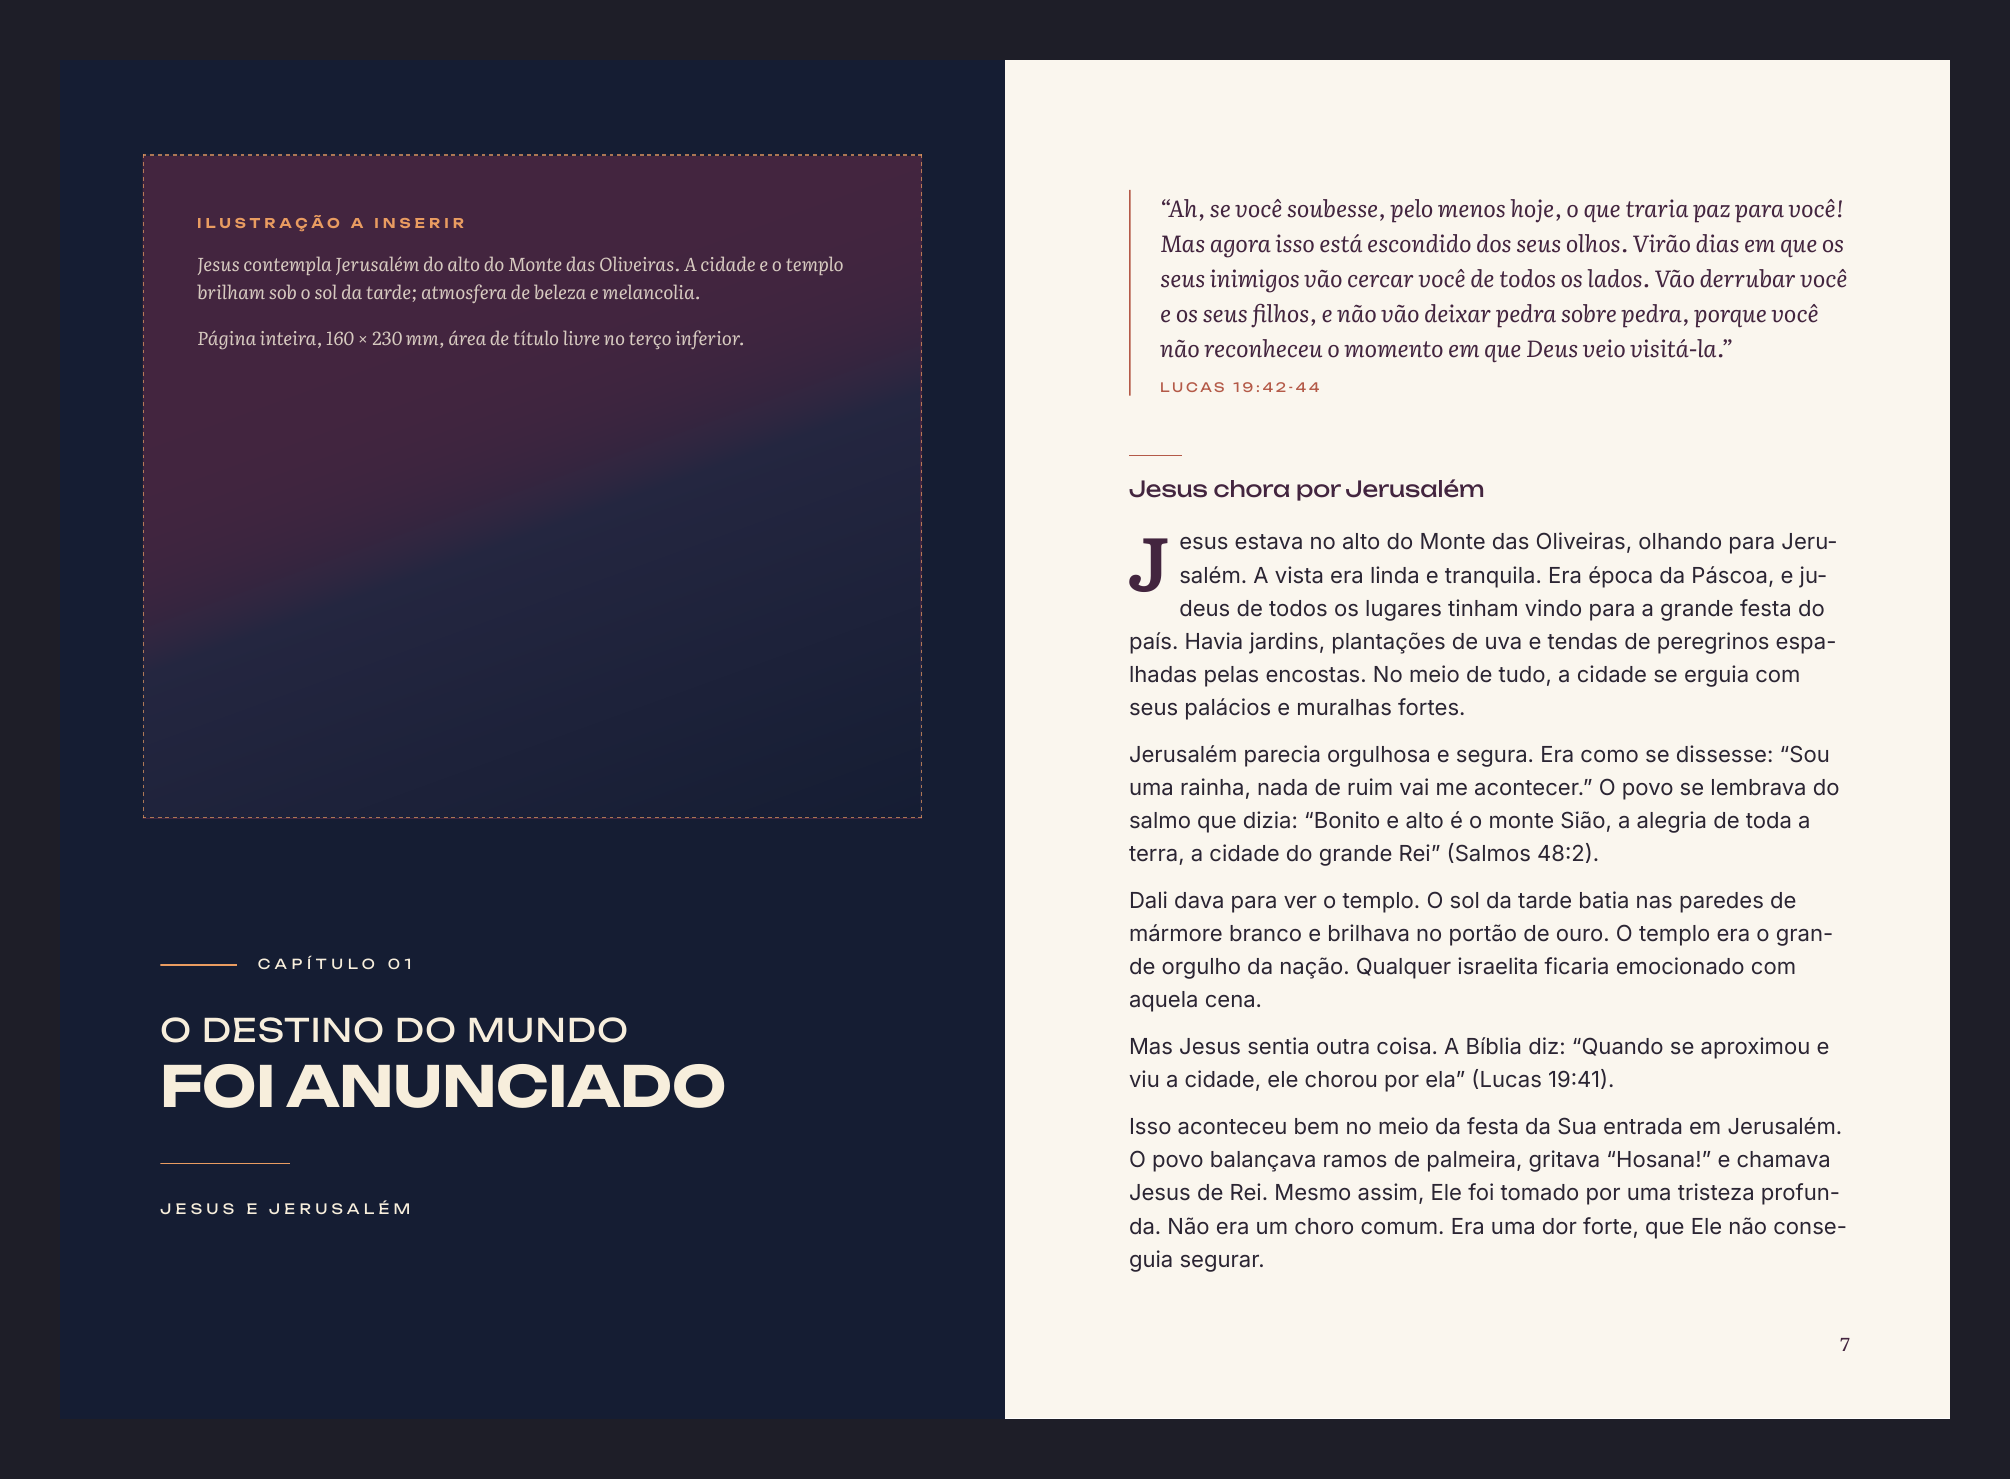 ILUSTRAÇÃO A INSERIR
Jesus contempla Jerusalém do alto do Monte das Oliveiras. A cidade e o templo
brilham sob o sol da tarde; atmosfera de beleza e melancolia.
Página inteira, 160 × 230 mm, área de título livre no terço inferior.
CAPÍTULO 01
O DESTINO DO MUNDO
FOI ANUNCIADO
JESUS E JERUSALÉM
“Ah, se você soubesse, pelo menos hoje, o que traria paz para você!
Mas agora isso está escondido dos seus olhos. Virão dias em que os
seus inimigos vão cercar você de todos os lados. Vão derrubar você
e os seus filhos, e não vão deixar pedra sobre pedra, porque você
não reconheceu o momento em que Deus veio visitá-la.”
LUCAS 19:42-44
Jesus chora por Jerusalém
Jesus estava no alto do Monte das Oliveiras, olhando para Jeru-
salém. A vista era linda e tranquila. Era época da Páscoa, e ju-
deus de todos os lugares tinham vindo para a grande festa do
país. Havia jardins, plantações de uva e tendas de peregrinos espa-
lhadas pelas encostas. No meio de tudo, a cidade se erguia com
seus palácios e muralhas fortes.
Jerusalém parecia orgulhosa e segura. Era como se dissesse: “Sou
uma rainha, nada de ruim vai me acontecer.” O povo se lembrava do
salmo que dizia: “Bonito e alto é o monte Sião, a alegria de toda a
terra, a cidade do grande Rei” (Salmos 48:2).
Dali dava para ver o templo. O sol da tarde batia nas paredes de
mármore branco e brilhava no portão de ouro. O templo era o gran-
de orgulho da nação. Qualquer israelita ficaria emocionado com
aquela cena.
Mas Jesus sentia outra coisa. A Bíblia diz: “Quando se aproximou e
viu a cidade, ele chorou por ela” (Lucas 19:41).
Isso aconteceu bem no meio da festa da Sua entrada em Jerusalém.
O povo balançava ramos de palmeira, gritava “Hosana!” e chamava
Jesus de Rei. Mesmo assim, Ele foi tomado por uma tristeza profun-
da. Não era um choro comum. Era uma dor forte, que Ele não conse-
guia segurar.
7